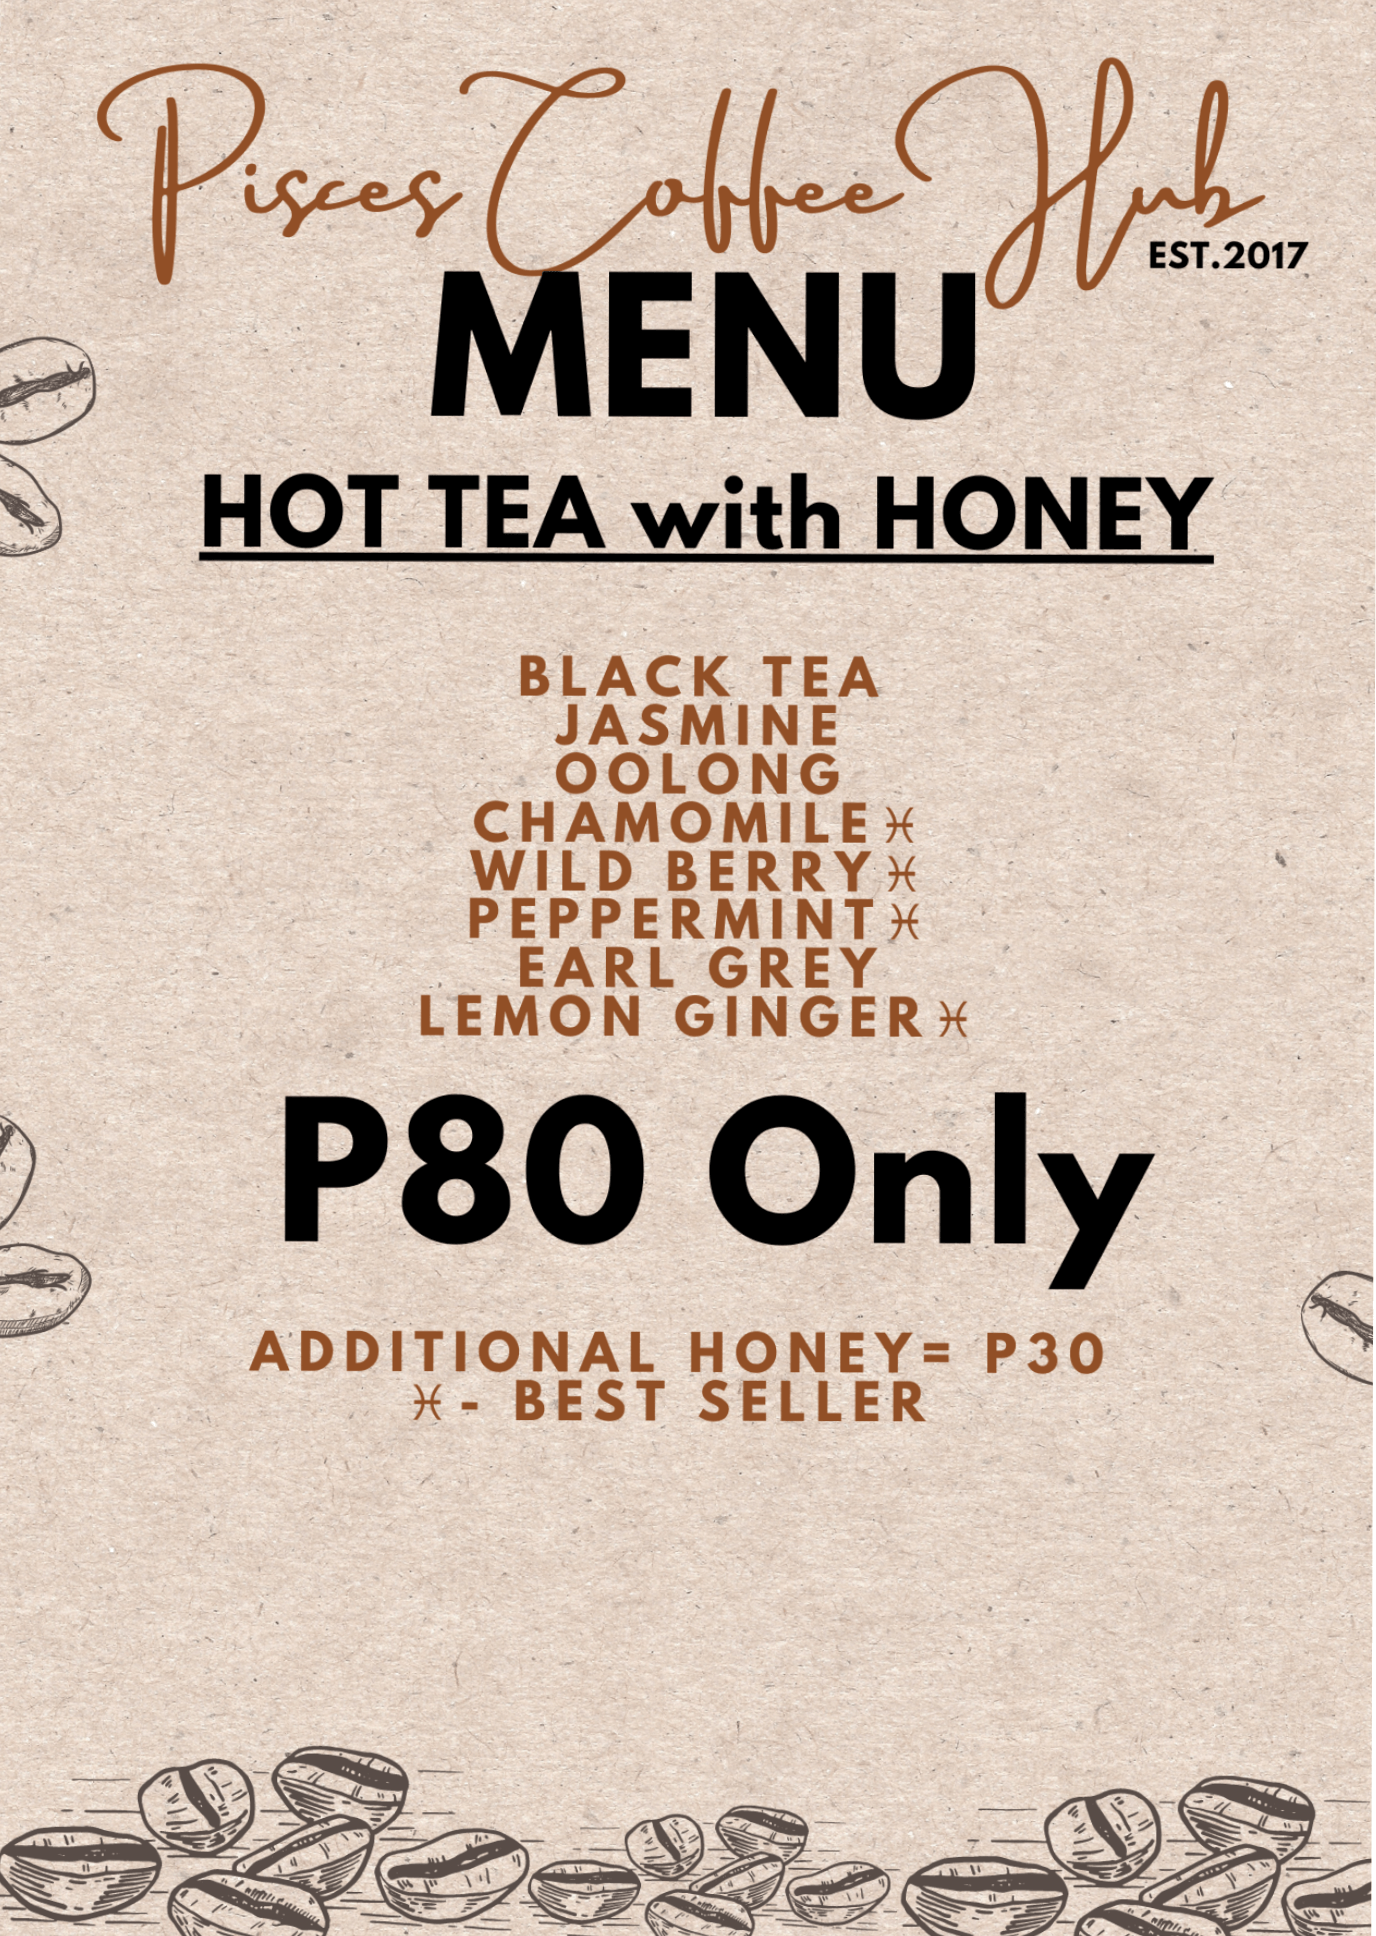 Pisces Coffee Hub
EST.2017
MENU
HOT TEA with HONEY
BLACK TEA
JASMINE
OOLONG
CHAMOMILE ♓︎
WILD BERRY ♓︎
PEPPERMINT ♓︎
EARL GREY
LEMON GINGER ♓︎
P80 Only
ADDITIONAL HONEY= P30
♓︎ - BEST SELLER